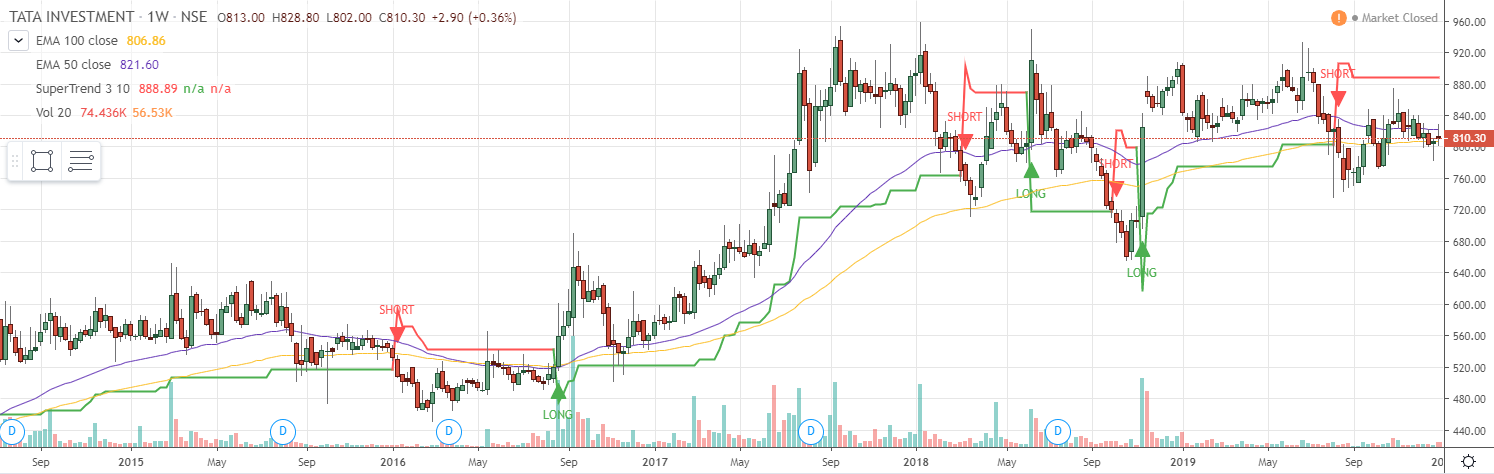 TATA INVESTMENT · 1W · NSE O813.00 H828.80 L802.00 C810.30 +2.90 (+0.36%)
Market Closed
EMA 100 close 806.86
EMA 50 close 821.60
SuperTrend 3 10 888.89 n/a n/a
Vol 20 74.436K 56.53K
960.00
920.00
880.00
840.00
810.30
800.00
760.00
720.00
680.00
640.00
600.00
560.00
520.00
480.00
440.00
SHORT
LONG
SHORT
LONG
SHORT
LONG
SHORT
D D D D D
Sep 2015 May Sep 2016 May Sep 2017 May Sep 2018 May Sep 2019 May Sep 20